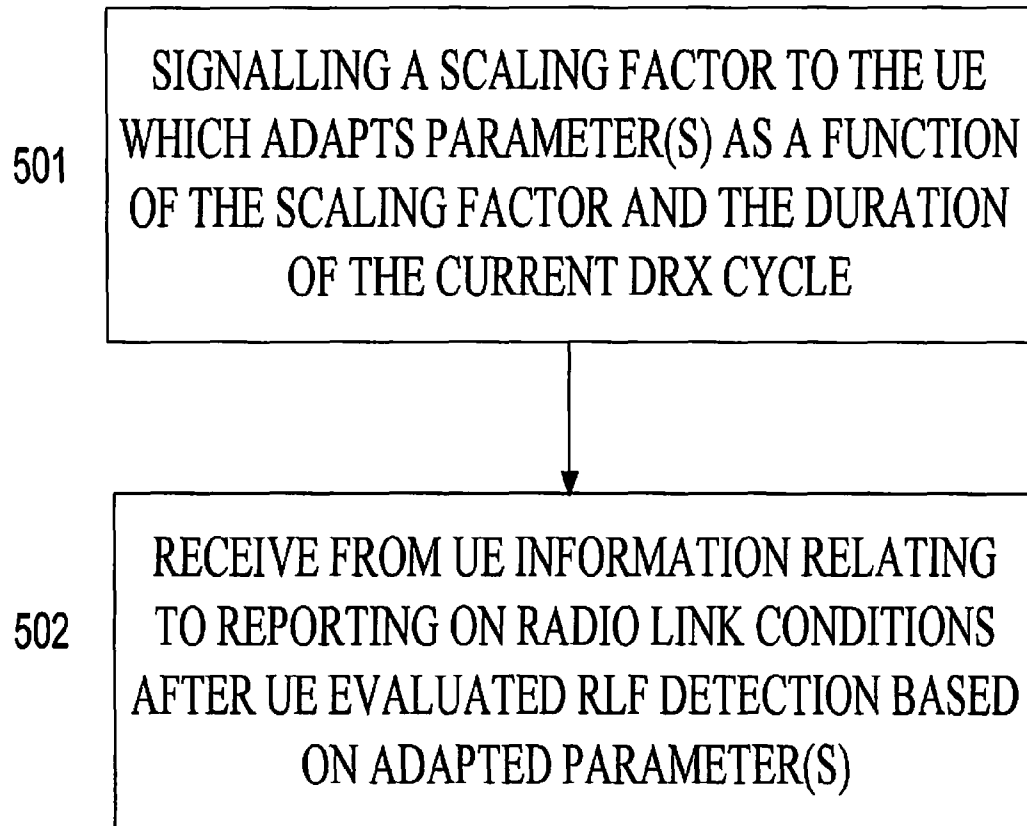 501
SIGNALLING A SCALING FACTOR TO THE UE
WHICH ADAPTS PARAMETER(S) AS A FUNCTION
OF THE SCALING FACTOR AND THE DURATION
OF THE CURRENT DRX CYCLE
502
RECEIVE FROM UE INFORMATION RELATING
TO REPORTING ON RADIO LINK CONDITIONS
AFTER UE EVALUATED RLF DETECTION BASED
ON ADAPTED PARAMETER(S)